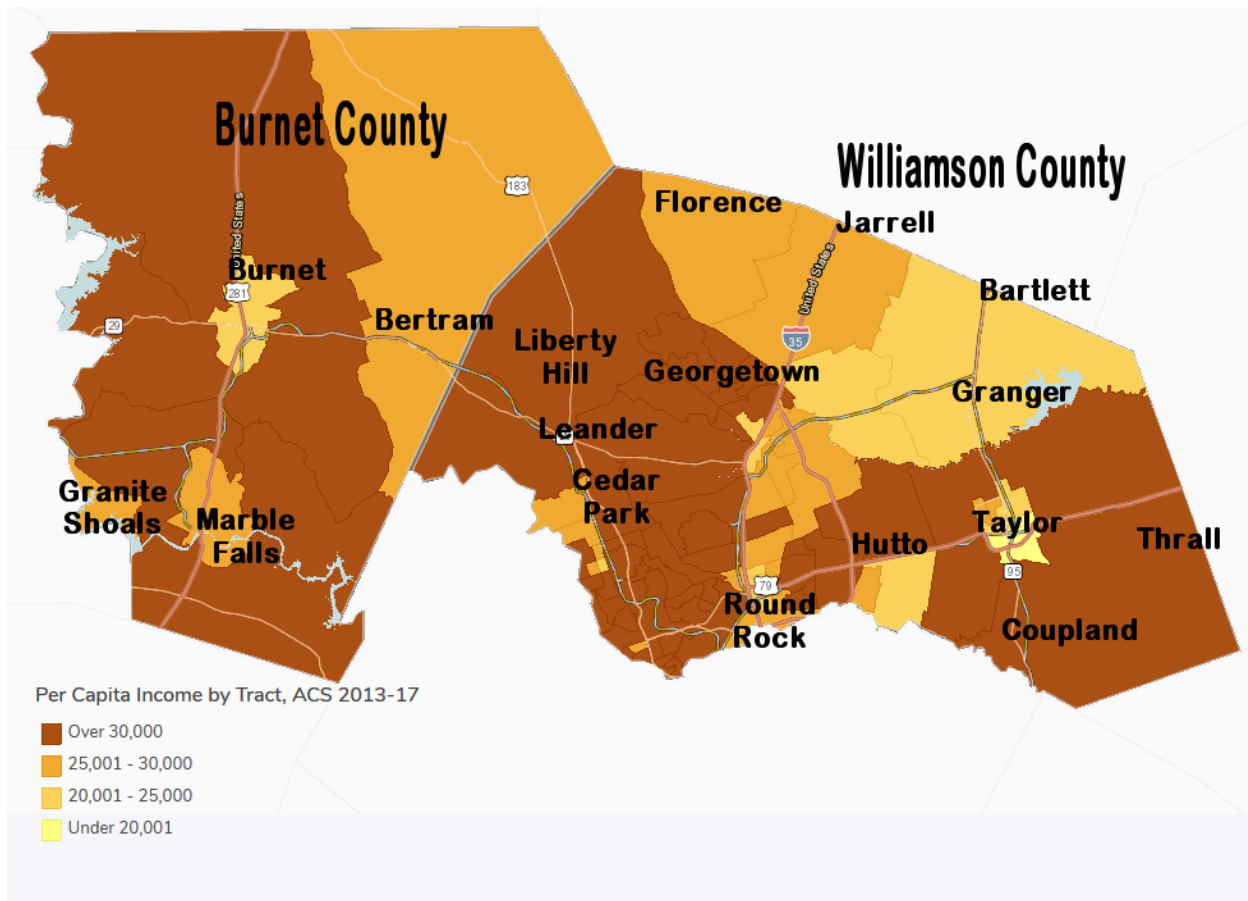 Burnet County
Williamson County
183
Florence
Jarrell
United States
United States
Burnet
281
Bartlett
29
Bertram
35
Liberty
Hill
Georgetown
Granger
Leander
Cedar
Park
Granite
Shoals
Marble
Falls
Taylor
Hutto
Thrall
95
79
Round
Rock
Coupland
Per Capita Income by Tract, ACS 2013-17
Over 30,000
25,001 - 30,000
20,001 - 25,000
Under 20,001